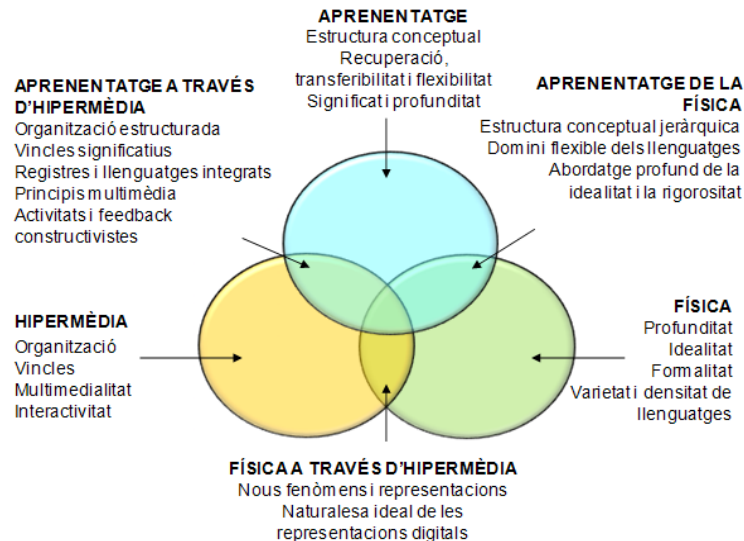 APRENENTATGE
Estructura conceptual
Recuperació,
transferibilitat i flexibilitat
Significat i profunditat
APRENENTATGE A TRAVÉS
D'HIPERMÈDIA
Organització estructurada
Vincles significatius
Registres i llenguatges integrats
Principis multimèdia
Activitats i feedback
constructivistes
APRENENTATGE DE LA
FÍSICA
Estructura conceptual jeràrquica
Domini flexible dels llenguatges
Abordatge profund de la
idealitat i la rigorositat
HIPERMÈDIA
Organització
Vincles
Multimedialitat
Interactivitat
FÍSICA
Profunditat
Idealitat
Formalitat
Varietat i densitat de
llenguatges
FÍSICA A TRAVÉS D'HIPERMÈDIA
Nous fenòmens i representacions
Naturalesa ideal de les
representacions digitals